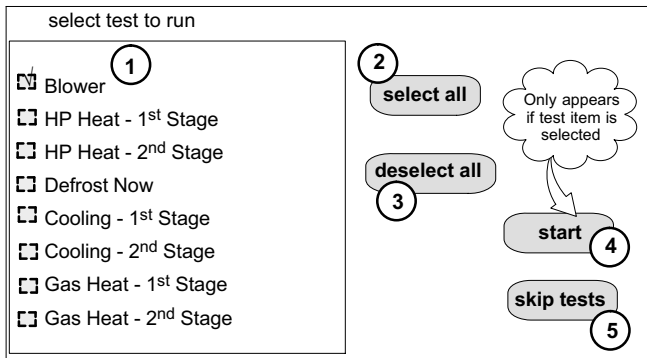 select test to run
1
Blower
HP Heat - 1st Stage
HP Heat - 2nd Stage
Defrost Now
Cooling - 1st Stage
Cooling - 2nd Stage
Gas Heat - 1st Stage
Gas Heat - 2nd Stage
2
select all
deselect all
3
Only appears
if test item is
selected
start
4
skip tests
5